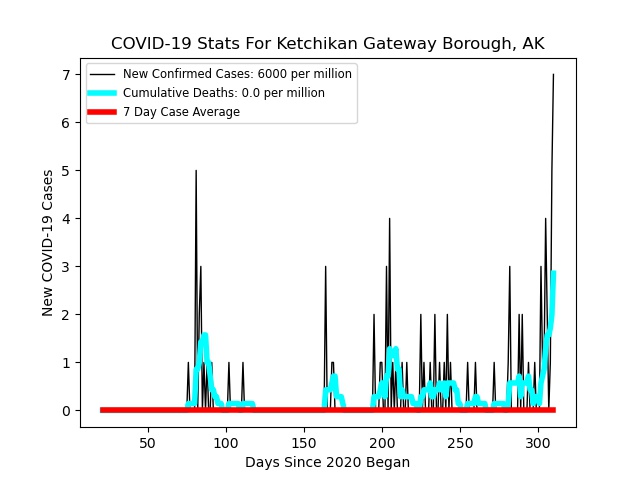 COVID-19 Stats For Ketchikan Gateway Borough, AK
New Confirmed Cases: 6000 per million
Cumulative Deaths: 0.0 per million
7 Day Case Average
New COVID-19 Cases
7
6
5
4
3
2
1
0
50 100 150 200 250 300
Days Since 2020 Began